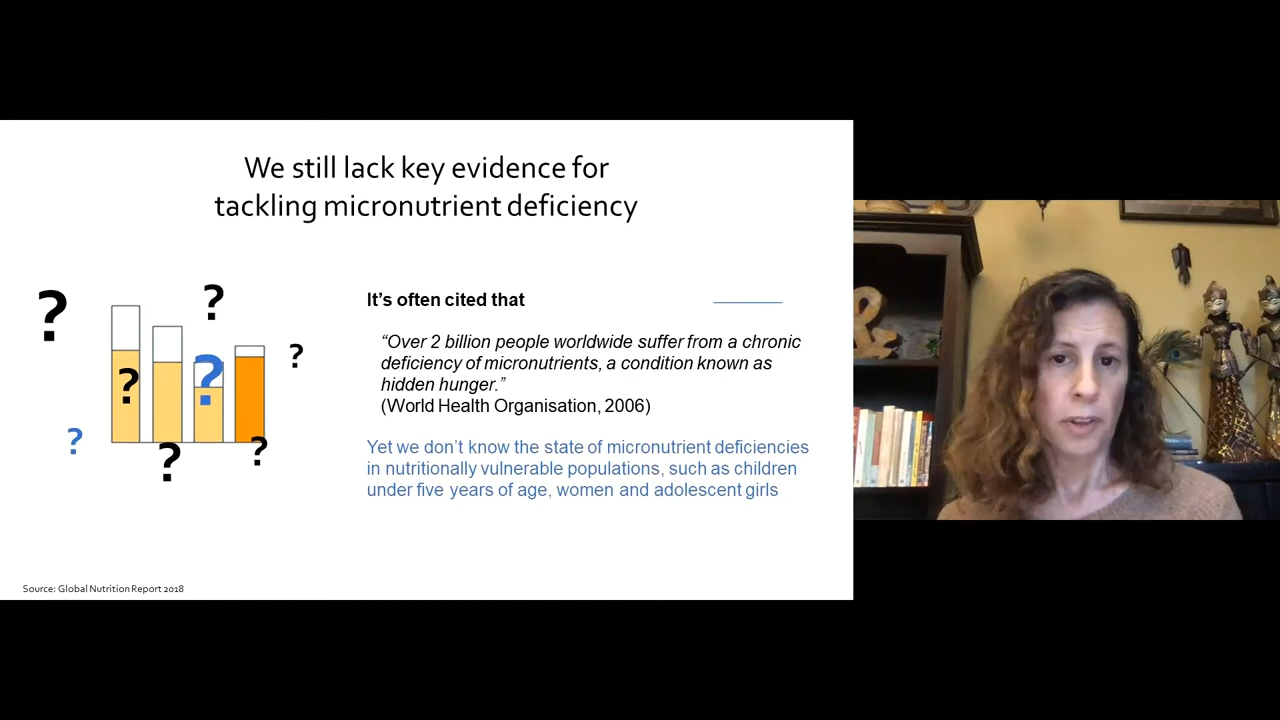 We still lack key evidence for
tackling micronutrient deficiency
?
?
?
?
?
?
?
?
It’s often cited that
“Over 2 billion people worldwide suffer from a chronic
deficiency of micronutrients, a condition known as
hidden hunger.”
(World Health Organisation, 2006)
Yet we don’t know the state of micronutrient deficiencies
in nutritionally vulnerable populations, such as children
under five years of age, women and adolescent girls
Source: Global Nutrition Report 2018